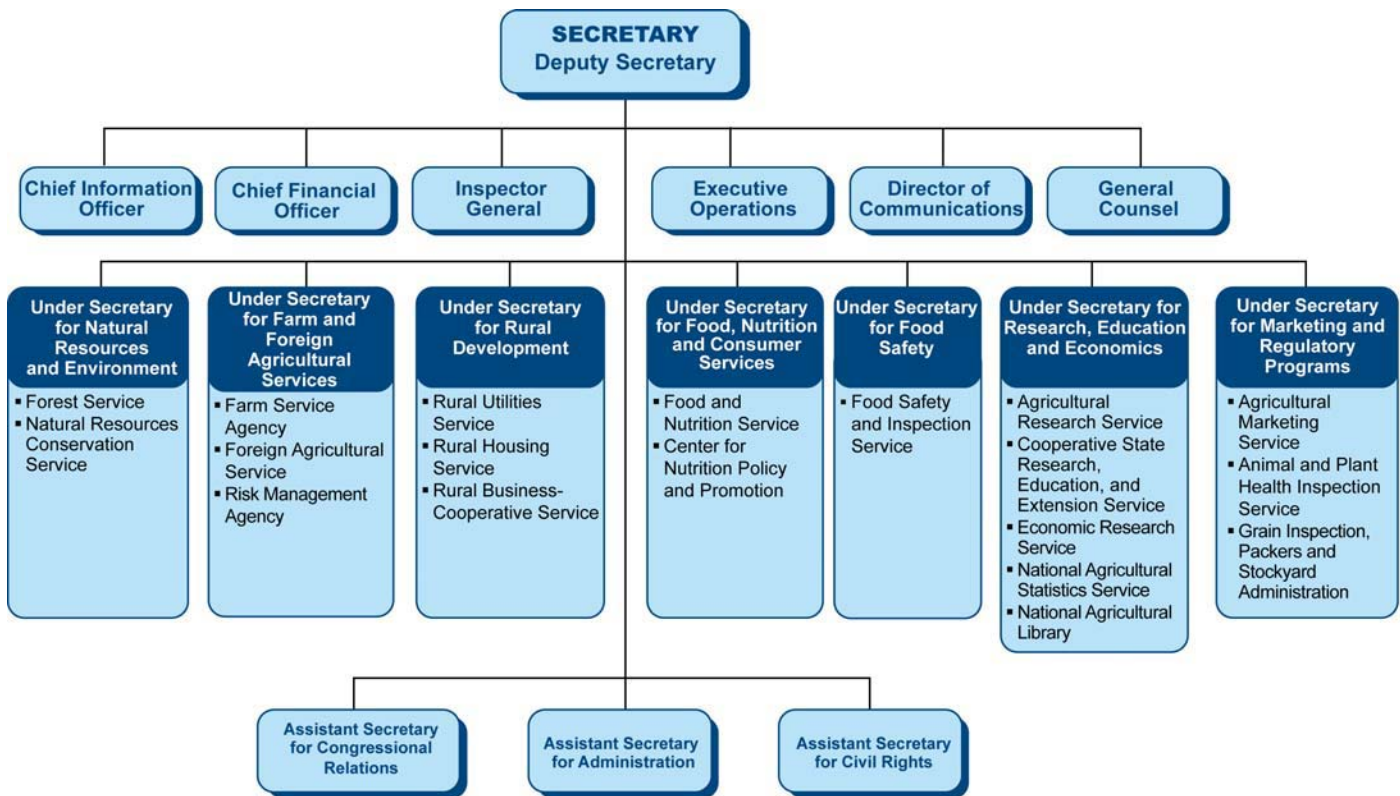 SECRETARY
Deputy Secretary
Chief Information
Officer
Chief Financial
Officer
Inspector
General
Executive
Operations
Director of
Communications
General
Counsel
Under Secretary
for Natural
Resources
and Environment
▪ Forest Service
▪ Natural Resources
Conservation
Service
Under Secretary
for Farm and
Foreign
Agricultural
Services
▪ Farm Service
Agency
▪ Foreign Agricultural
Service
▪ Risk Management
Agency
Under Secretary
for Rural
Development
▪ Rural Utilities
Service
▪ Rural Housing
Service
▪ Rural Business-
Cooperative Service
Under Secretary
for Food, Nutrition
and Consumer
Services
▪ Food and
Nutrition Service
▪ Center for
Nutrition Policy
and Promotion
Under Secretary
for Food
Safety
▪ Food Safety
and Inspection
Service
Under Secretary for
Research, Education
and Economics
▪ Agricultural
Research Service
▪ Cooperative State
Research,
Education, and
Extension Service
▪ Economic Research
Service
▪ National Agricultural
Statistics Service
▪ National Agricultural
Library
Under Secretary
for Marketing and
Regulatory
Programs
▪ Agricultural
Marketing
Service
▪ Animal and Plant
Health Inspection
Service
▪ Grain Inspection,
Packers and
Stockyard
Administration
Assistant Secretary
for Congressional
Relations
Assistant Secretary
for Administration
Assistant Secretary
for Civil Rights